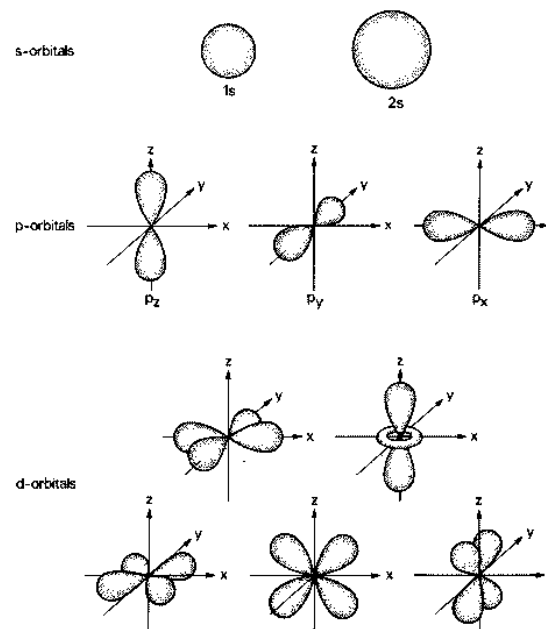 s-orbitals
1s
2s
z
y
x
z
y
x
z
y
p-orbitals
p_z
p_y
p_x
z
y
x
z
y
x
d-orbitals
z
y
x
z
y
x
z
y